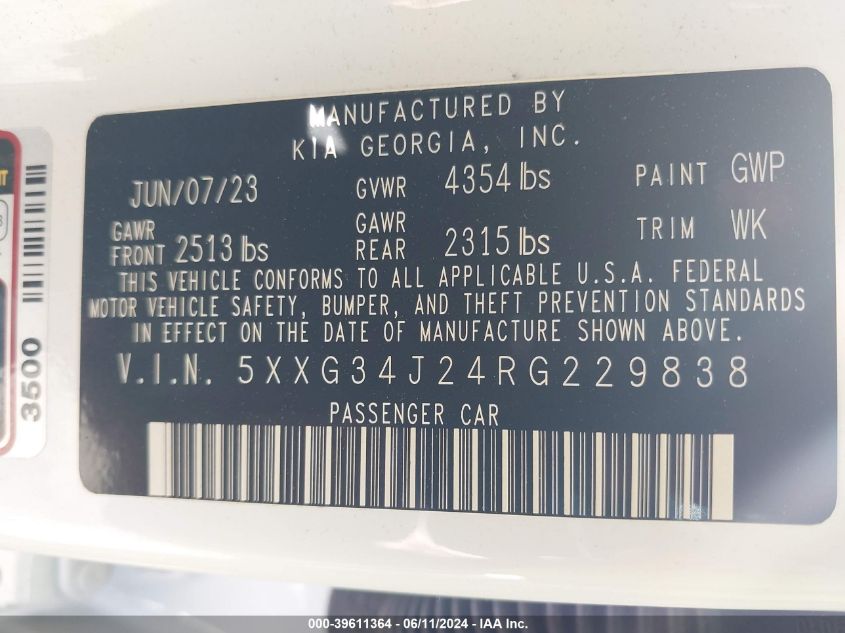 MANUFACTURED BY
KIA GEORGIA, INC.
JUN/07/23 GVWR 4354 lbs PAINT GWP
GAWR FRONT 2513 lbs GAWR REAR 2315 lbs TRIM WK
THIS VEHICLE CONFORMS TO ALL APPLICABLE U.S.A. FEDERAL
MOTOR VEHICLE SAFETY, BUMPER, AND THEFT PREVENTION STANDARDS
IN EFFECT ON THE DATE OF MANUFACTURE SHOWN ABOVE.
V.I.N. 5XXG34J24RG229838
PASSENGER CAR
3500
000-39611364 - 06/11/2024 - IAA, Inc.